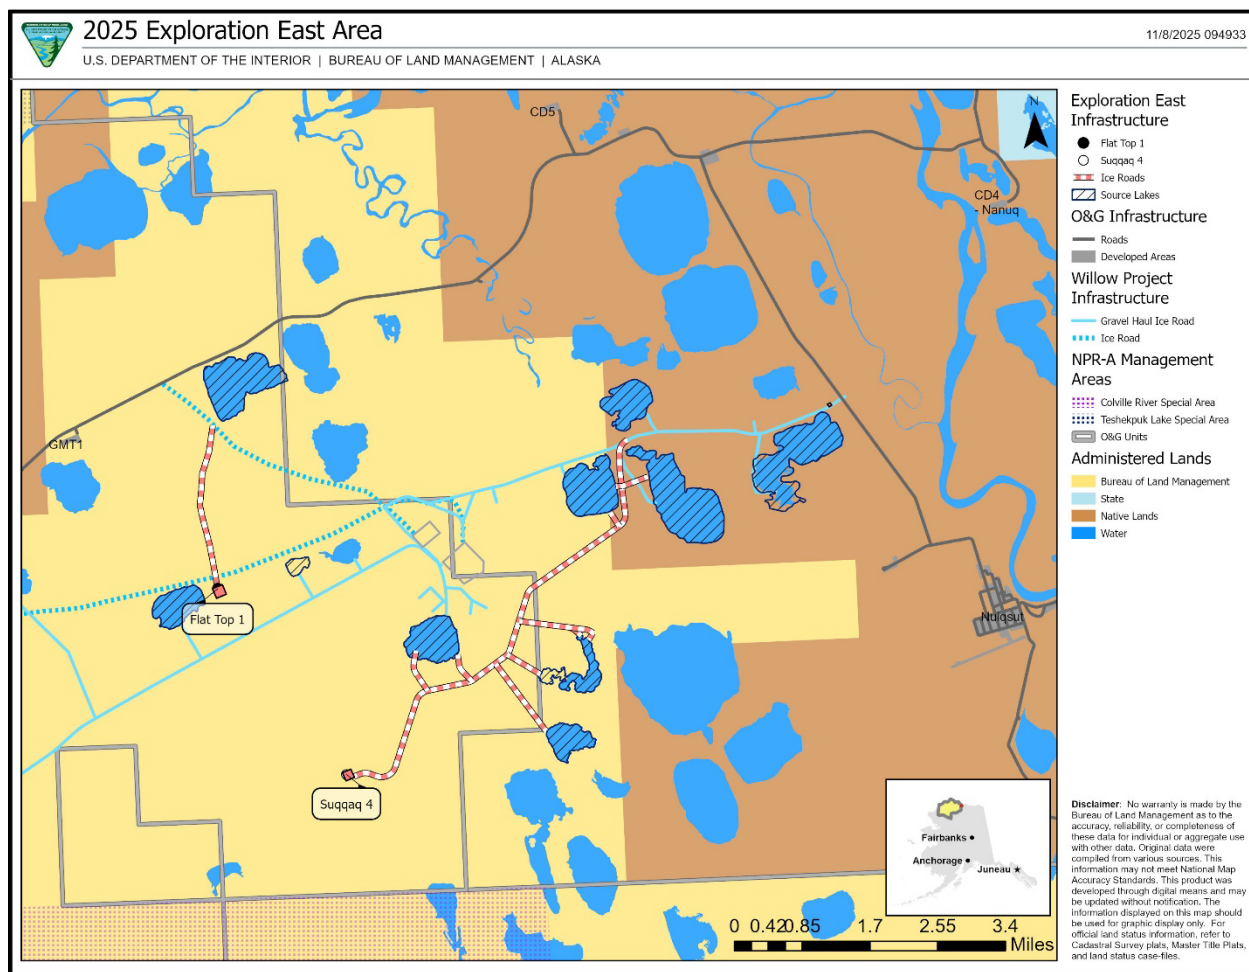 2025 Exploration East Area
11/8/2025 094933
U.S. DEPARTMENT OF THE INTERIOR | BUREAU OF LAND MANAGEMENT | ALASKA
CD5
N
CD4
- Nanuq
GMT1
Flat Top 1
Nuiqsut
Suqqaq 4
Fairbanks
Anchorage
Juneau
0 0.42 0.85 1.7 2.55 3.4
Miles
Exploration East
Infrastructure
Flat Top 1
Suqqaq 4
Ice Roads
Source Lakes
O&G Infrastructure
Roads
Developed Areas
Willow Project
Infrastructure
Gravel Haul Ice Road
Ice Road
NPR-A Management
Areas
Colville River Special Area
Teshekpuk Lake Special Area
O&G Units
Administered Lands
Bureau of Land Management
State
Native Lands
Water
Disclaimer: No warranty is made by the
Bureau of Land Management as to the
accuracy, reliability, or completeness of
these data for individual or aggregate use
with other data. Original data were
compiled from various sources. This
information may not meet National Map
Accuracy Standards. This product was
developed through digital means and may
be updated without notification. The
information displayed on this map should
be used for graphic display only. For
official land status information, refer to
Cadastral Survey plats, Master Title Plats,
and land status case-files.